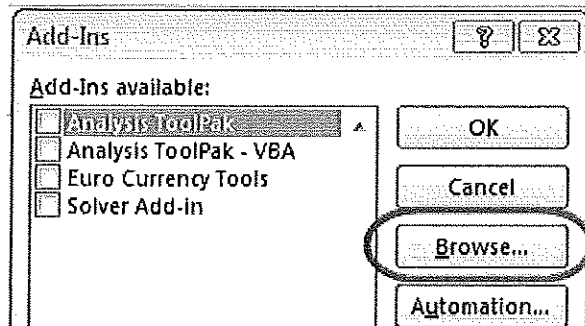 Add-Ins
Add-Ins available:
Analysis ToolPak
Analysis ToolPak - VBA
Euro Currency Tools
Solver Add-in
OK
Cancel
Browse...
Automation...